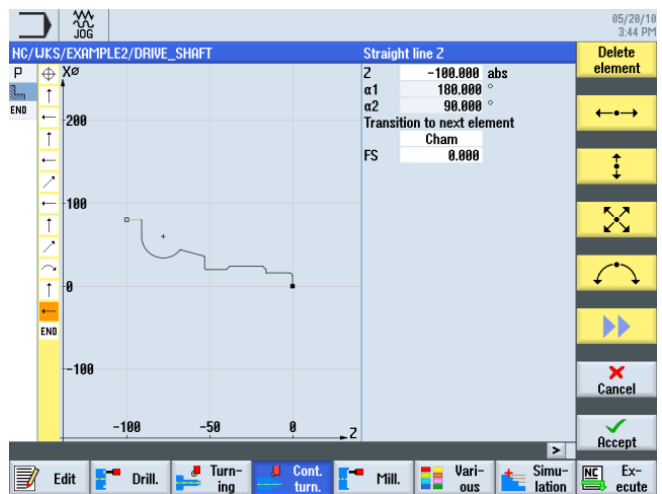 JOG
05/20/10
3:44 PM
NC/WKS/EXAMPLE2/DRIVE_SHAFT
Straight line Z
Delete element
P
END
XØ
200
100
0
-100
-100
-50
0
Z
END
Z -100.000 abs
α1 180.000 °
α2 90.000 °
Transition to next element
Cham
FS 0.000
Cancel
Accept
>
Edit
Drill.
Turn-
ing
Cont.
turn.
Mill.
Vari-
ous
Simu-
lation
NC
Ex-
ecute